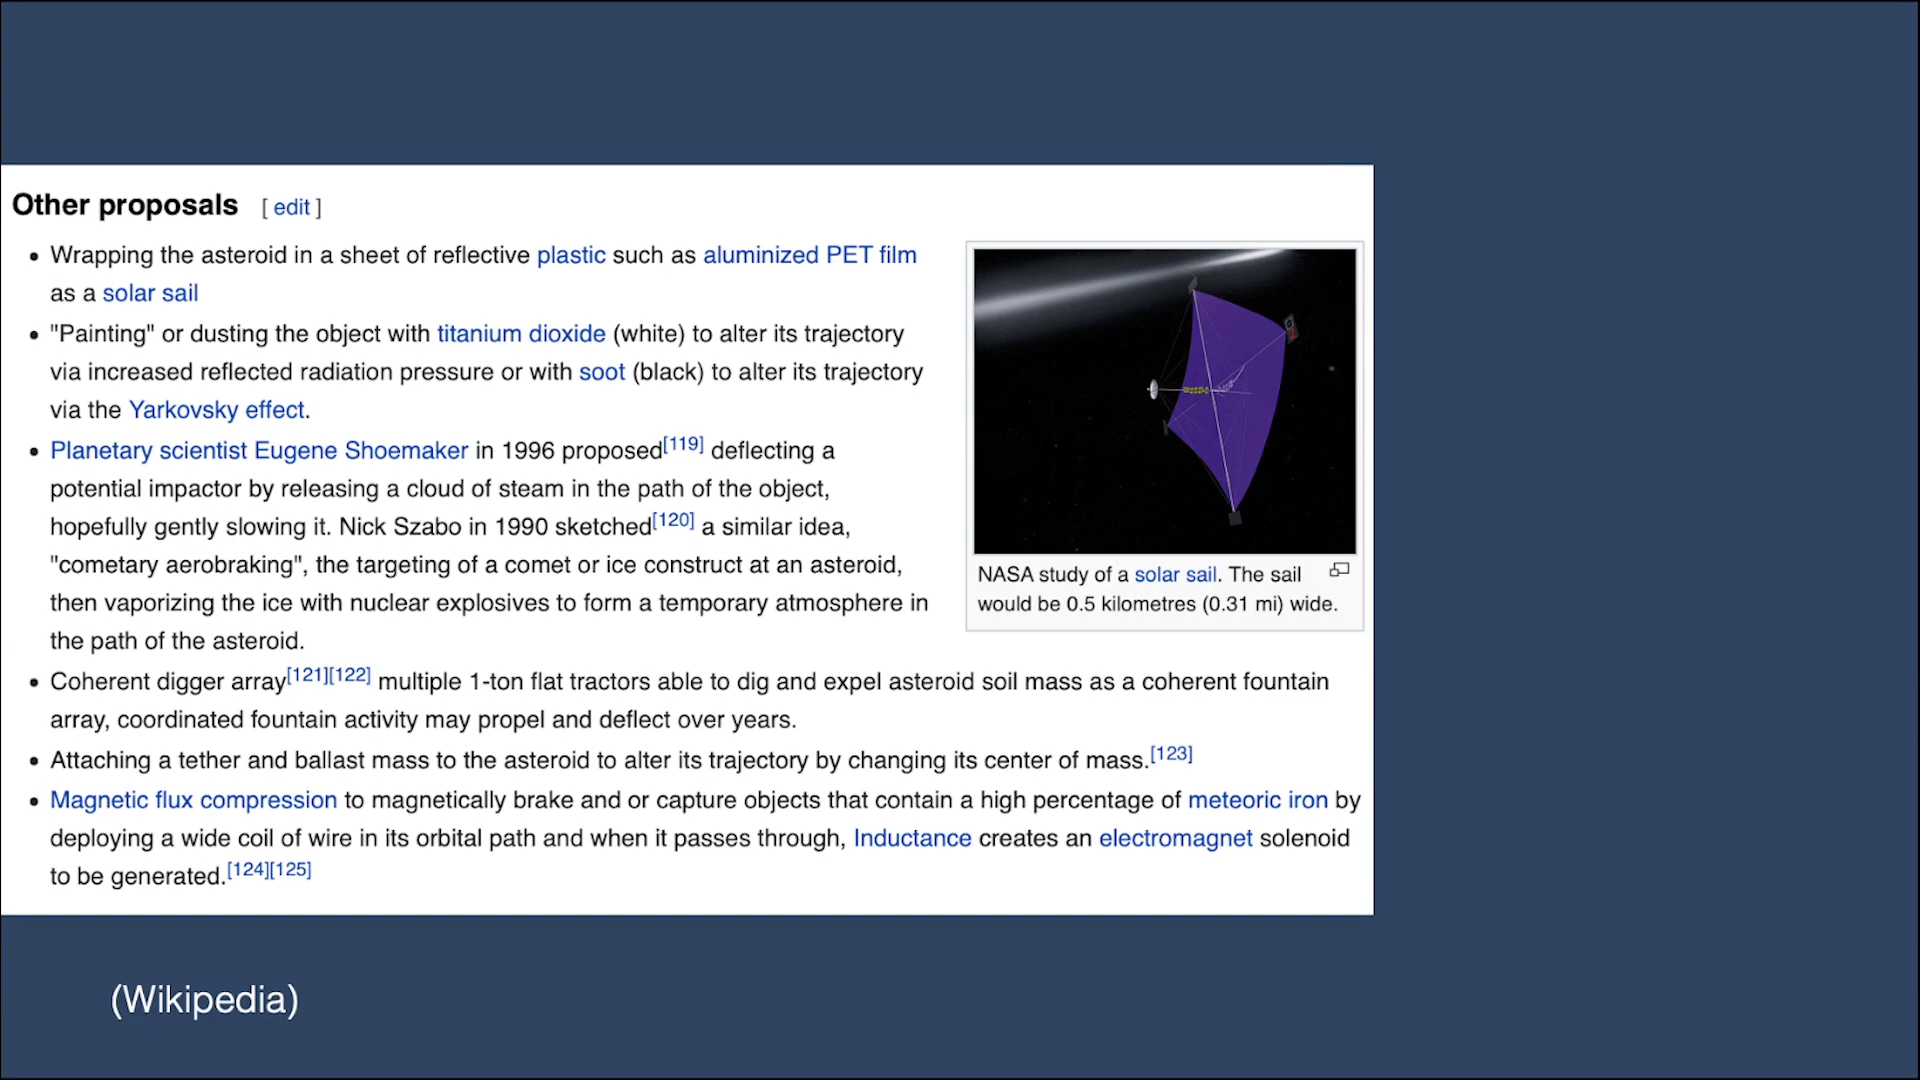 Other proposals [ edit ]
• Wrapping the asteroid in a sheet of reflective plastic such as aluminized PET film
as a solar sail
• "Painting" or dusting the object with titanium dioxide (white) to alter its trajectory
via increased reflected radiation pressure or with soot (black) to alter its trajectory
via the Yarkovsky effect.
• Planetary scientist Eugene Shoemaker in 1996 proposed[119] deflecting a
potential impactor by releasing a cloud of steam in the path of the object,
hopefully gently slowing it. Nick Szabo in 1990 sketched[120] a similar idea,
"cometary aerobraking", the targeting of a comet or ice construct at an asteroid,
then vaporizing the ice with nuclear explosives to form a temporary atmosphere in
the path of the asteroid.
NASA study of a solar sail. The sail
would be 0.5 kilometres (0.31 mi) wide.
• Coherent digger array[121][122] multiple 1-ton flat tractors able to dig and expel asteroid soil mass as a coherent fountain
array, coordinated fountain activity may propel and deflect over years.
• Attaching a tether and ballast mass to the asteroid to alter its trajectory by changing its center of mass.[123]
• Magnetic flux compression to magnetically brake and or capture objects that contain a high percentage of meteoric iron by
deploying a wide coil of wire in its orbital path and when it passes through, Inductance creates an electromagnet solenoid
to be generated.[124][125]
(Wikipedia)